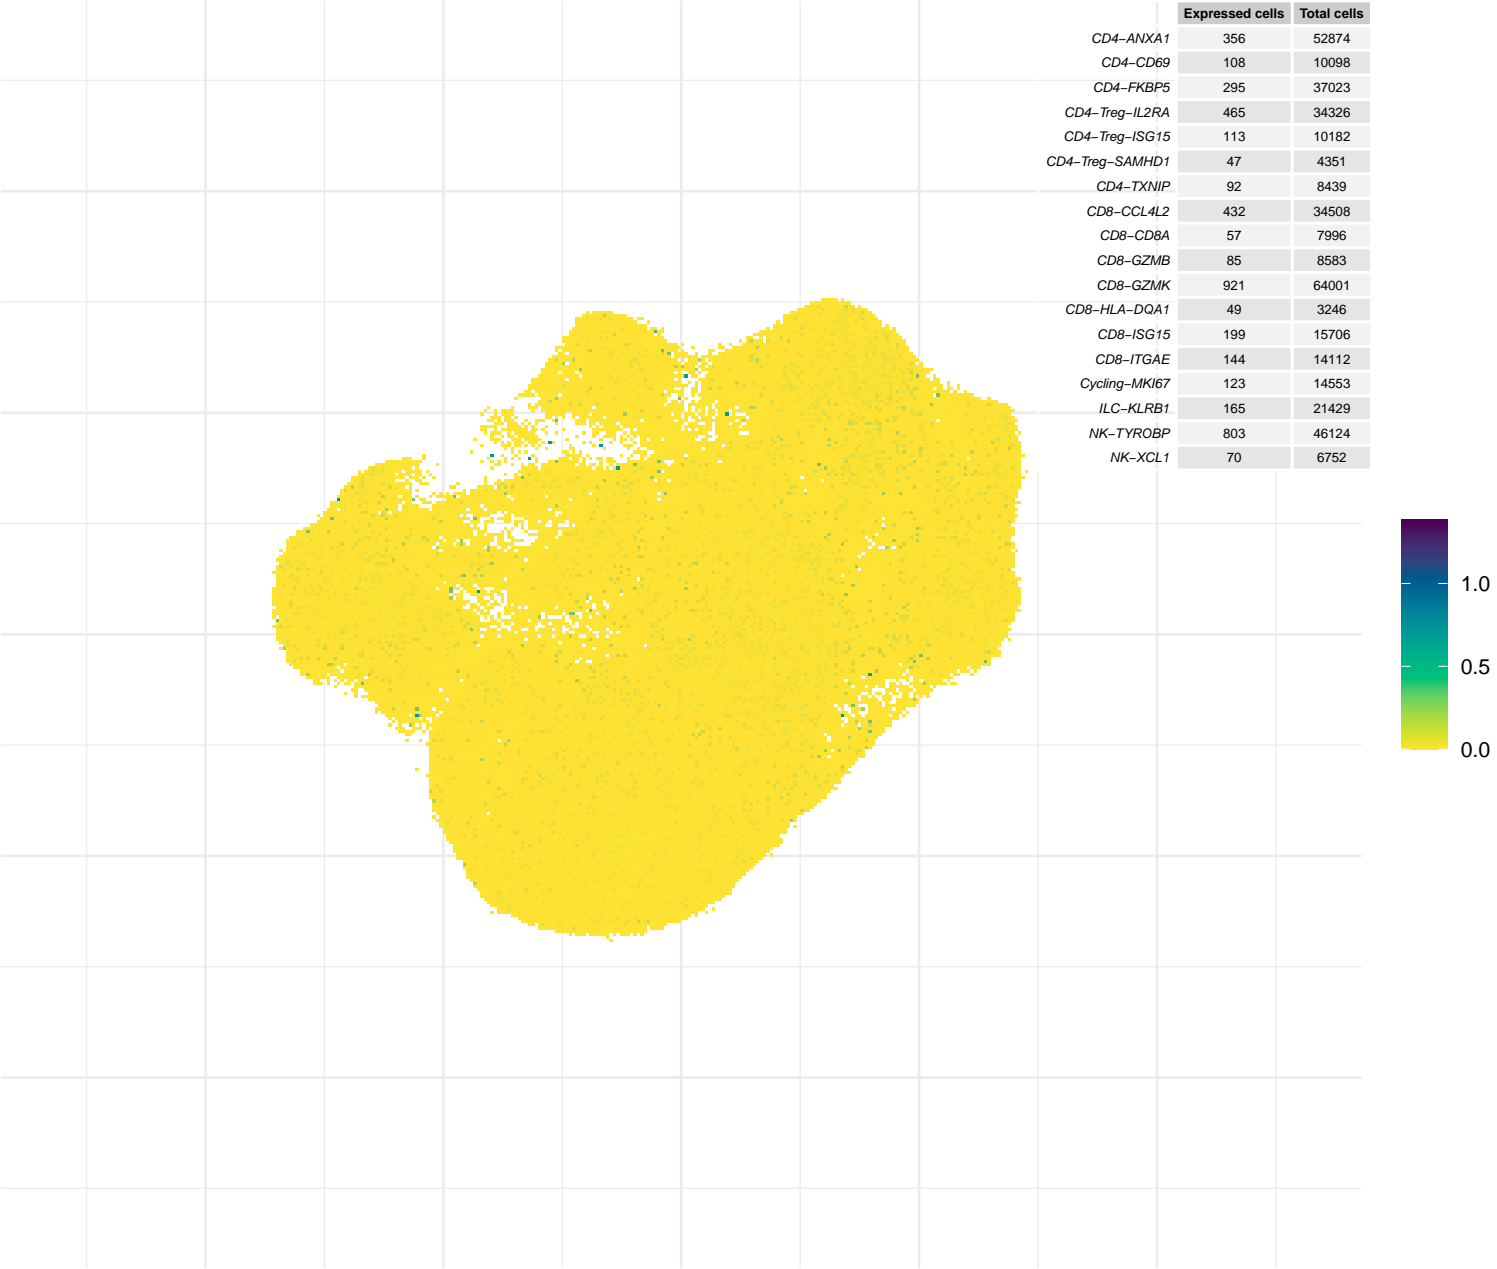 Expressed cells Total cells
CD4−ANXA1 356 52874
CD4−CD69 108 10098
CD4−FKBP5 295 37023
CD4−Treg−IL2RA 465 34326
CD4−Treg−ISG15 113 10182
CD4−Treg−SAMHD1 47 4351
CD4−TXNIP 92 8439
CD8−CCL4L2 432 34508
CD8−CD8A 57 7996
CD8−GZMB 85 8583
CD8−GZMK 921 64001
CD8−HLA−DQA1 49 3246
CD8−ISG15 199 15706
CD8−ITGAE 144 14112
Cycling−MKI67 123 14553
ILC−KLRB1 165 21429
NK−TYROBP 803 46124
NK−XCL1 70 6752
1.0
0.5
0.0